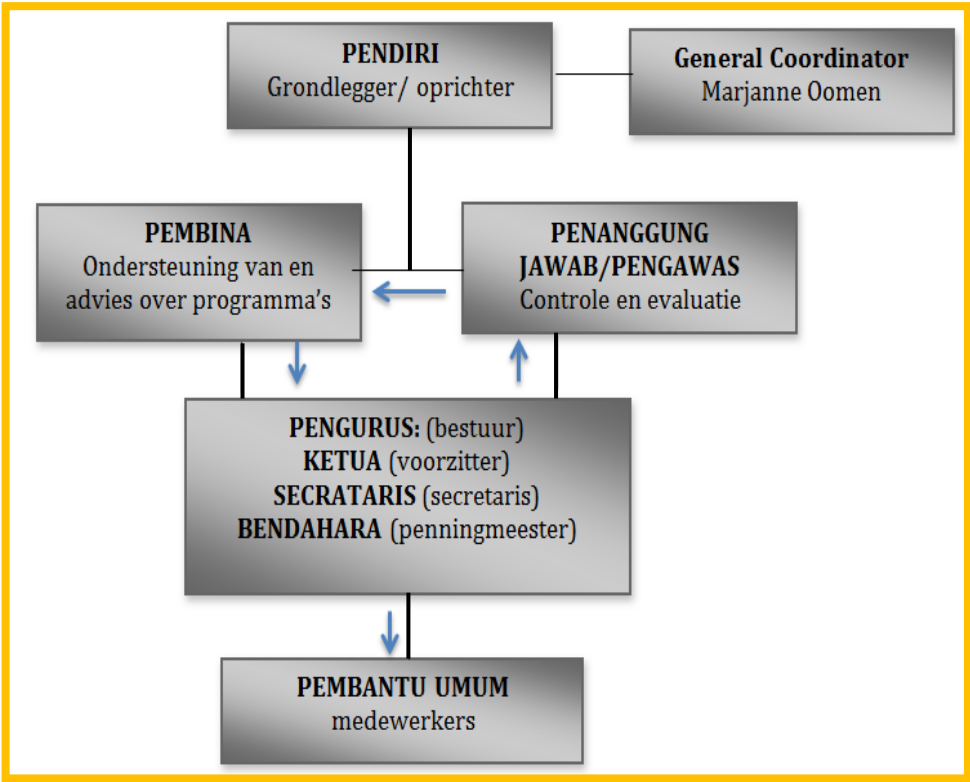 PENDIRI
Grondlegger/ oprichter
General Coordinator
Marjanne Oomen
PEMBINA
Ondersteuning van en
advies over programma's
PENANGGUNG
JAWAB/PENGAWAS
Controle en evaluatie
PENGURUS: (bestuur)
KETUA (voorzitter)
SECRATARIS (secretaris)
BENDAHARA (penningmeester)
PEMBANTU UMUM
medewerkers